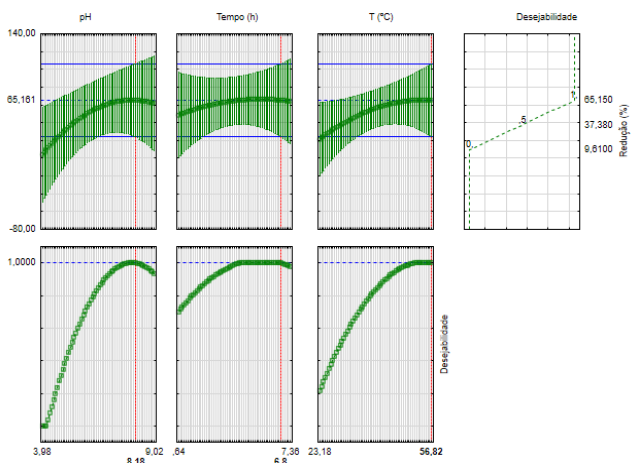 pH Tempo (h) T (ºC) Desejabilidade
140,00
1
65,161 65,150
,5 37,380
0 9,6100
Redução (%)
-80,00
1,0000
Desejabilidade
3,98 9,02 ,64 7,36 23,18 56,82
8,18 6,8